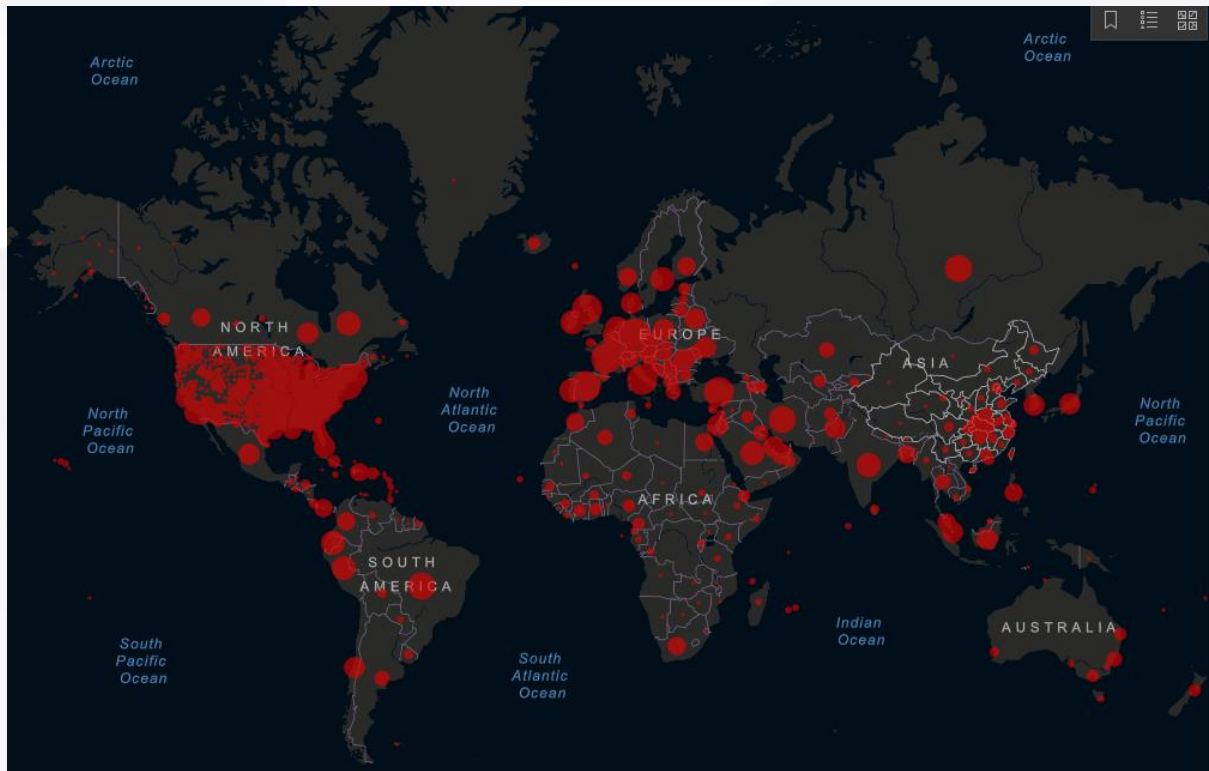 Arctic
Ocean
Arctic
Ocean
NORTH
AMERICA
EUROPE
ASIA
North
Pacific
Ocean
North
Atlantic
Ocean
North
Pacific
Ocean
AFRICA
SOUTH
AMERICA
Indian
Ocean
AUSTRALIA
South
Pacific
Ocean
South
Atlantic
Ocean